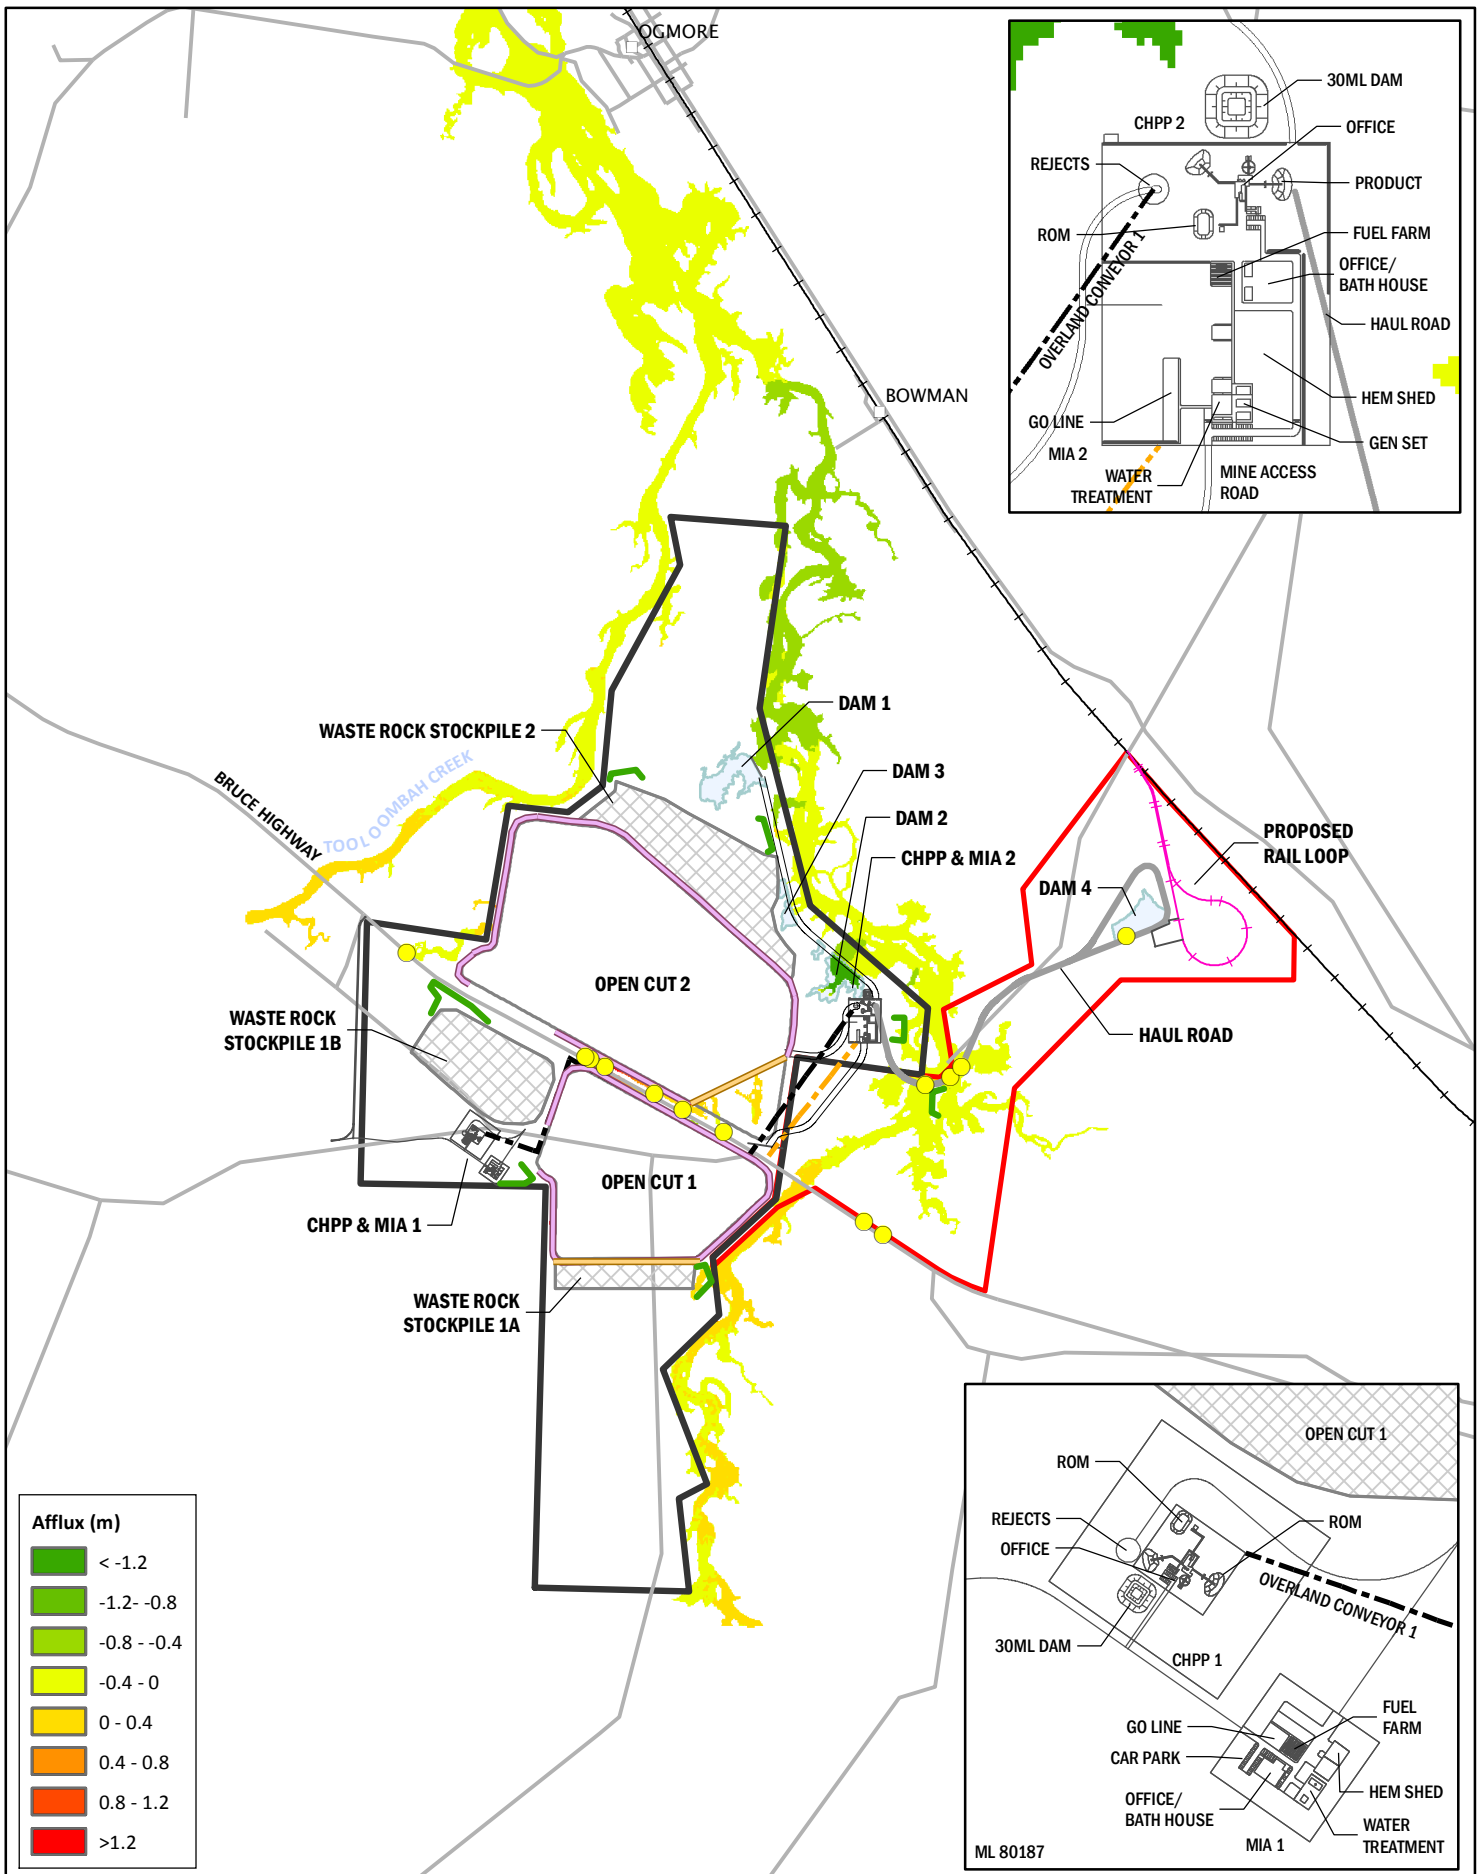 OGMORE
BOWMAN
DAM 1
WASTE ROCK STOCKPILE 2
TOOLOOMBAH CREEK
BRUCE HIGHWAY
DAM 3
DAM 2
CHPP & MIA 2
PROPOSED
RAIL LOOP
DAM 4
OPEN CUT 2
HAUL ROAD
WASTE ROCK
STOCKPILE 1B
OPEN CUT 1
CHPP & MIA 1
WASTE ROCK
STOCKPILE 1A
30ML DAM
CHPP 2
OFFICE
REJECTS
PRODUCT
ROM
FUEL FARM
OFFICE/
BATH HOUSE
OVERLAND CONVEYOR 1
HAUL ROAD
HEM SHED
GO LINE
GEN SET
MIA 2
WATER
TREATMENT
MINE ACCESS
ROAD
OPEN CUT 1
ROM
REJECTS
ROM
OFFICE
OVERLAND CONVEYOR 1
30ML DAM
CHPP 1
FUEL
FARM
GO LINE
CAR PARK
HEM SHED
OFFICE/
BATH HOUSE
WATER
TREATMENT
MIA 1
ML 80187
Afflux (m)
< -1.2
-1.2- -0.8
-0.8 - -0.4
-0.4 - 0
0 - 0.4
0.4 - 0.8
0.8 - 1.2
>1.2